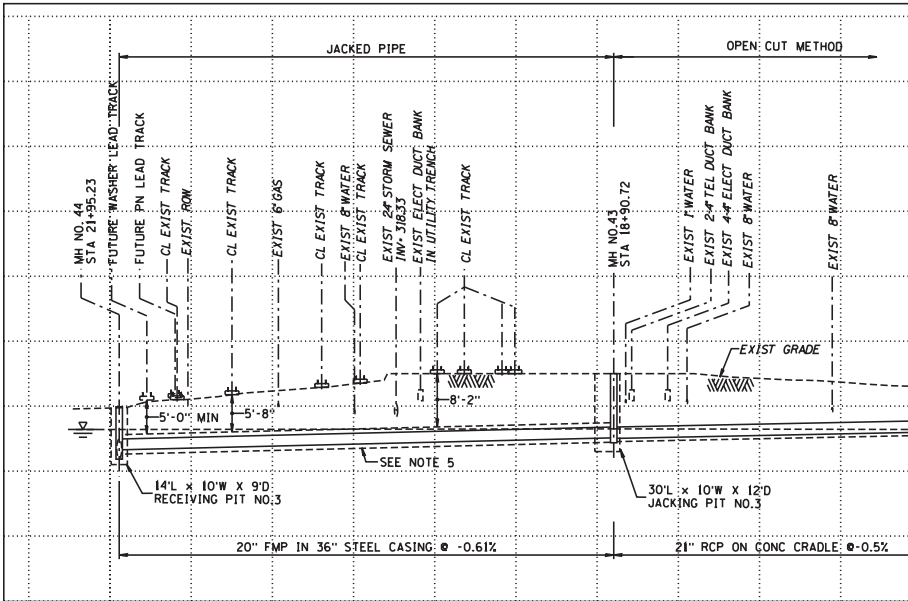 JACKED PIPE
OPEN CUT METHOD
MH NO. 44
STA 21+95.23
FUTURE WASHER LEAD TRACK
FUTURE PN LEAD TRACK
CL EXIST TRACK
EXIST ROW
CL EXIST TRACK
EXIST 6" GAS
CL EXIST TRACK
EXIST 8" WATER
CL EXIST TRACK
EXIST 24" STORM SEWER
INV= 318.33
EXIST ELECT DUCT BANK
IN UTILITY TRENCH
CL EXIST TRACK
MH NO.43
STA 18+90.72
EXIST 1" WATER
EXIST 2-4" TEL DUCT BANK
EXIST 4-4" ELECT DUCT BANK
EXIST 8" WATER
EXIST 8" WATER
EXIST GRADE
5'-0" MIN
5'-8"
8'-2"
SEE NOTE 5
14'L x 10'W X 9'D
RECEIVING PIT NO.3
30'L x 10'W X 12'D
JACKING PIT NO.3
20" FMP IN 36" STEEL CASING @ -0.61%
21" RCP ON CONC CRADLE @-0.5%